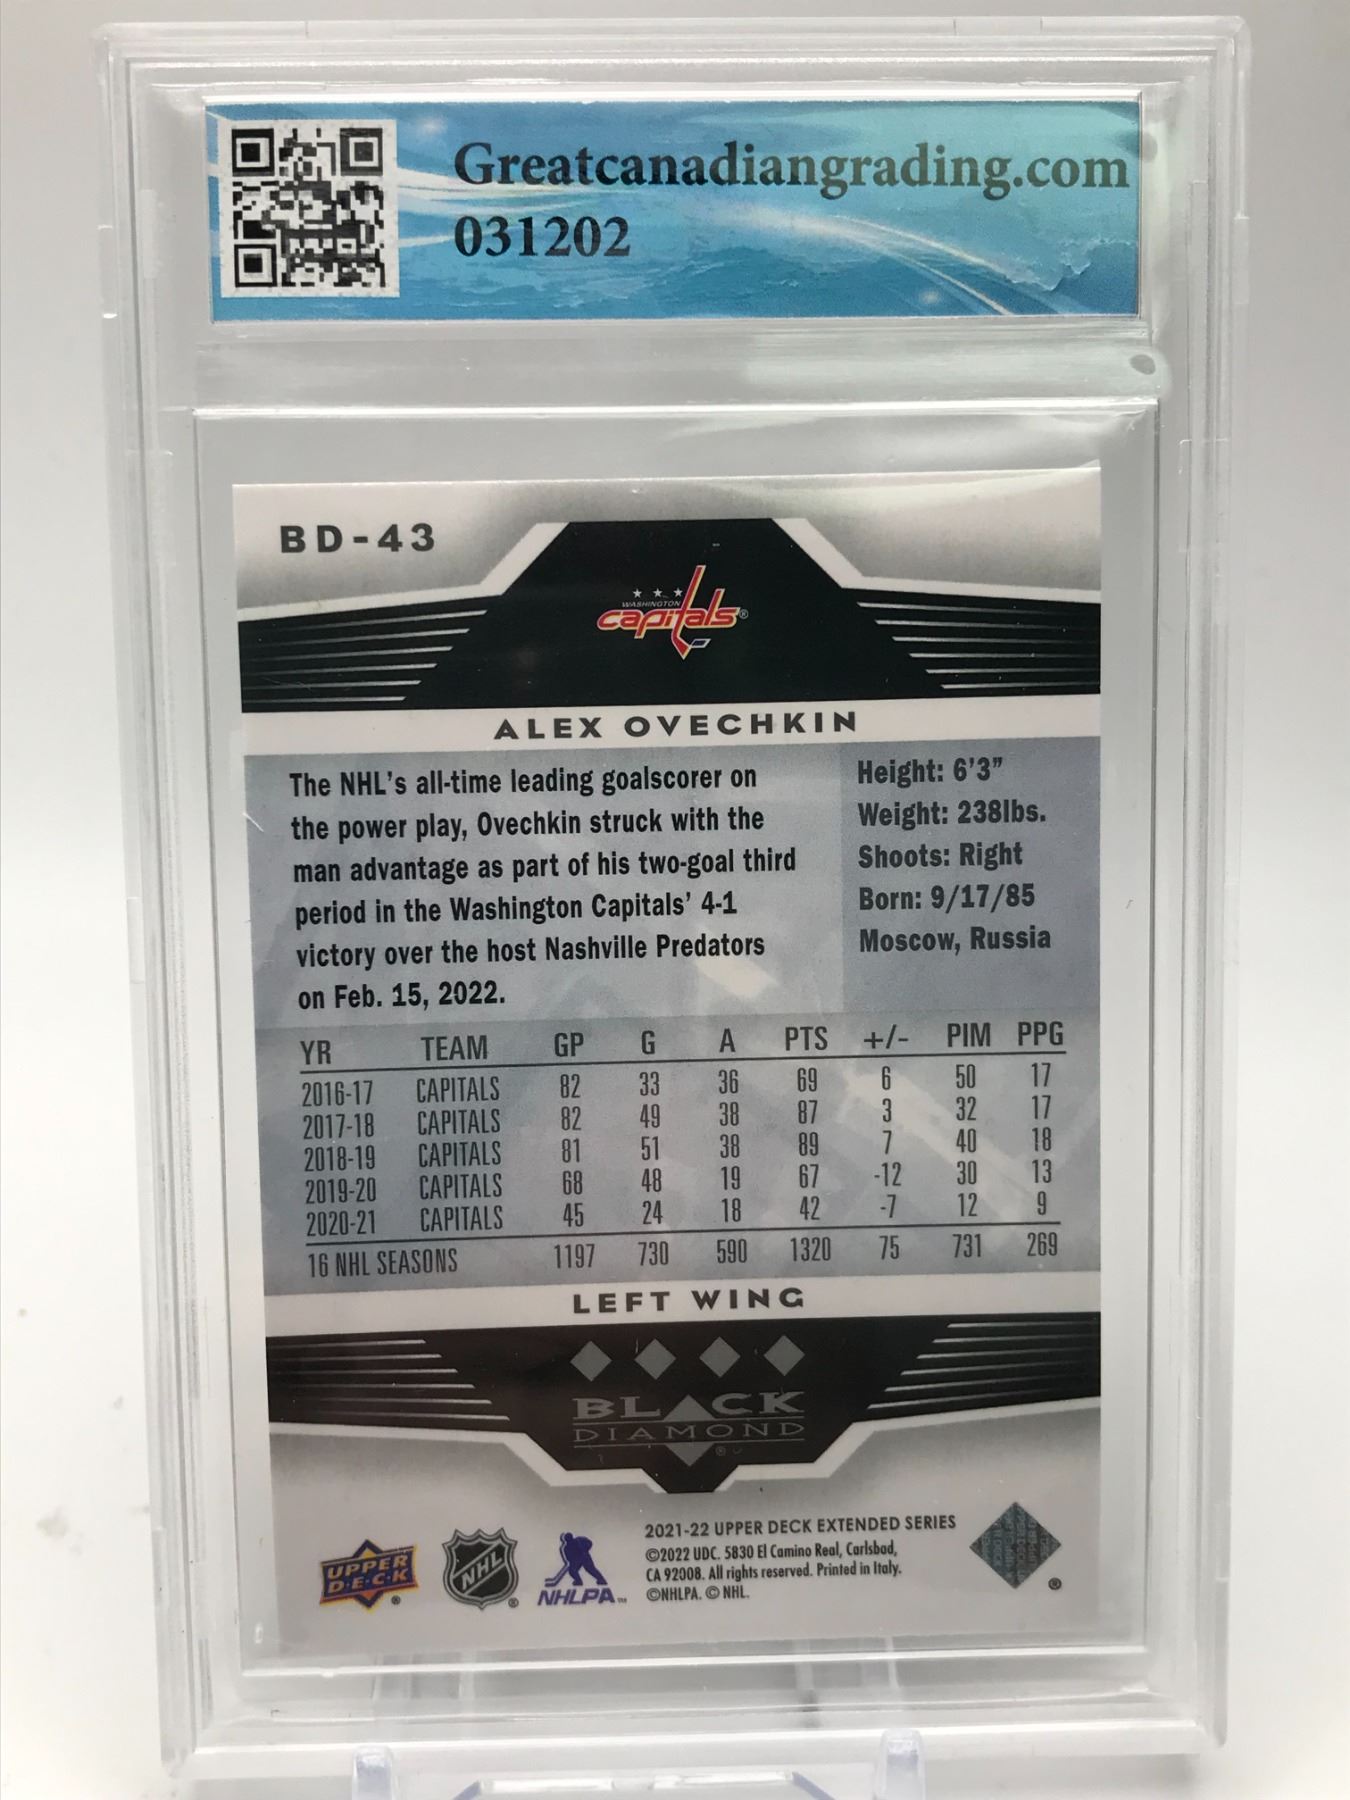 Greatcanadiangrading.com
031202
BD-43
WASHINGTON
capitals®
ALEX OVECHKIN
The NHL's all-time leading goalscorer on
the power play, Ovechkin struck with the
man advantage as part of his two-goal third
period in the Washington Capitals' 4-1
victory over the host Nashville Predators
on Feb. 15, 2022.
Height: 6'3"
Weight: 238lbs.
Shoots: Right
Born: 9/17/85
Moscow, Russia
YR TEAM GP G A PTS +/- PIM PPG
2016-17 CAPITALS 82 33 36 69 6 50 17
2017-18 CAPITALS 82 49 38 87 3 32 17
2018-19 CAPITALS 81 51 38 89 7 40 18
2019-20 CAPITALS 68 48 19 67 -12 30 13
2020-21 CAPITALS 45 24 18 42 -7 12 9
16 NHL SEASONS 1197 730 590 1320 75 731 269
LEFT WING
BLACK
DIAMOND
®
2021-22 UPPER DECK EXTENDED SERIES
©2022 UDC. 5830 El Camino Real, Carlsbad,
CA 92008. All rights reserved. Printed in Italy.
©NHLPA. © NHL.
UPPER
D·E·C·K ®
NHL ®
NHLPA™
®